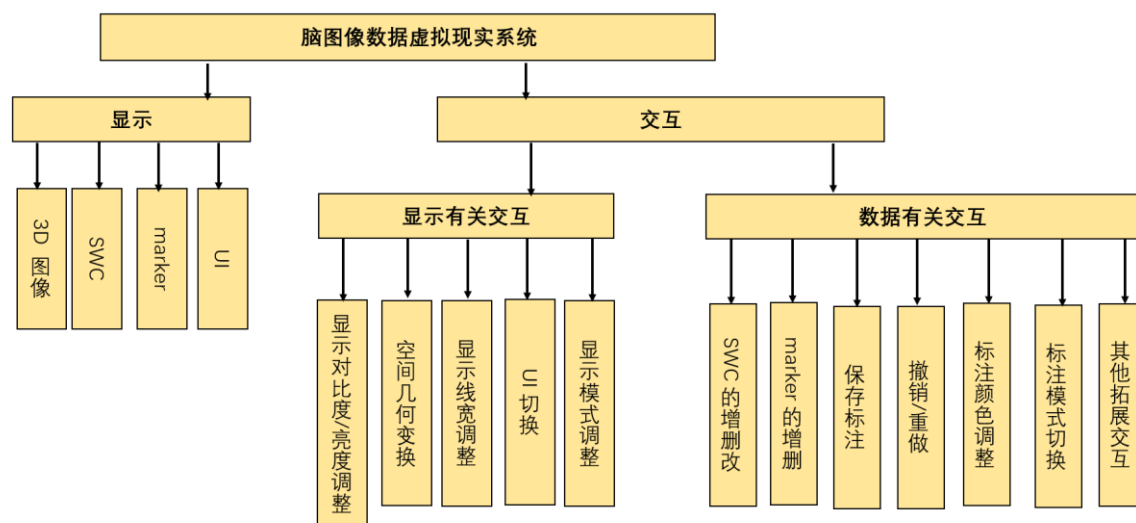 脑图像数据虚拟现实系统
显示
交互
3D 图像
SWC
marker
UI
显示有关交互
数据有关交互
显示对比度/亮度调整
空间几何变换
显示线宽调整
UI 切换
显示模式调整
SWC 的增删改
marker 的增删
保存标注
撤销/重做
标注颜色调整
标注模式切换
其他拓展交互